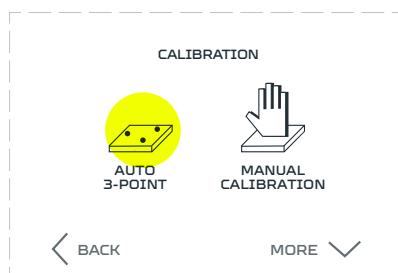 CALIBRATION
AUTO
3-POINT
MANUAL
CALIBRATION
BACK
MORE